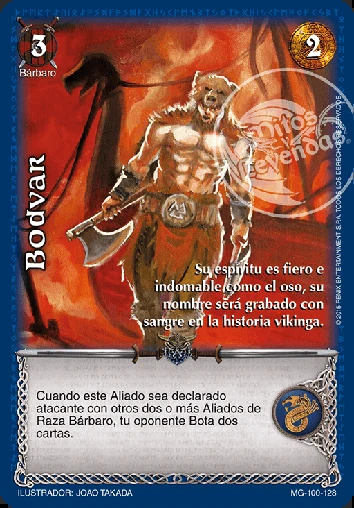 3
2
Bárbaro
Mitos y Leyendas
Bodvar
Su espíritu es fiero e
indomable como el oso, su
nombre será grabado con
sangre en la historia vikinga.
Cuando este Aliado sea declarado
atacante con otros dos o más Aliados de
Raza Bárbaro, tu oponente Bota dos
cartas.
ILUSTRADOR: JOAO TAKADA
MG-100-128